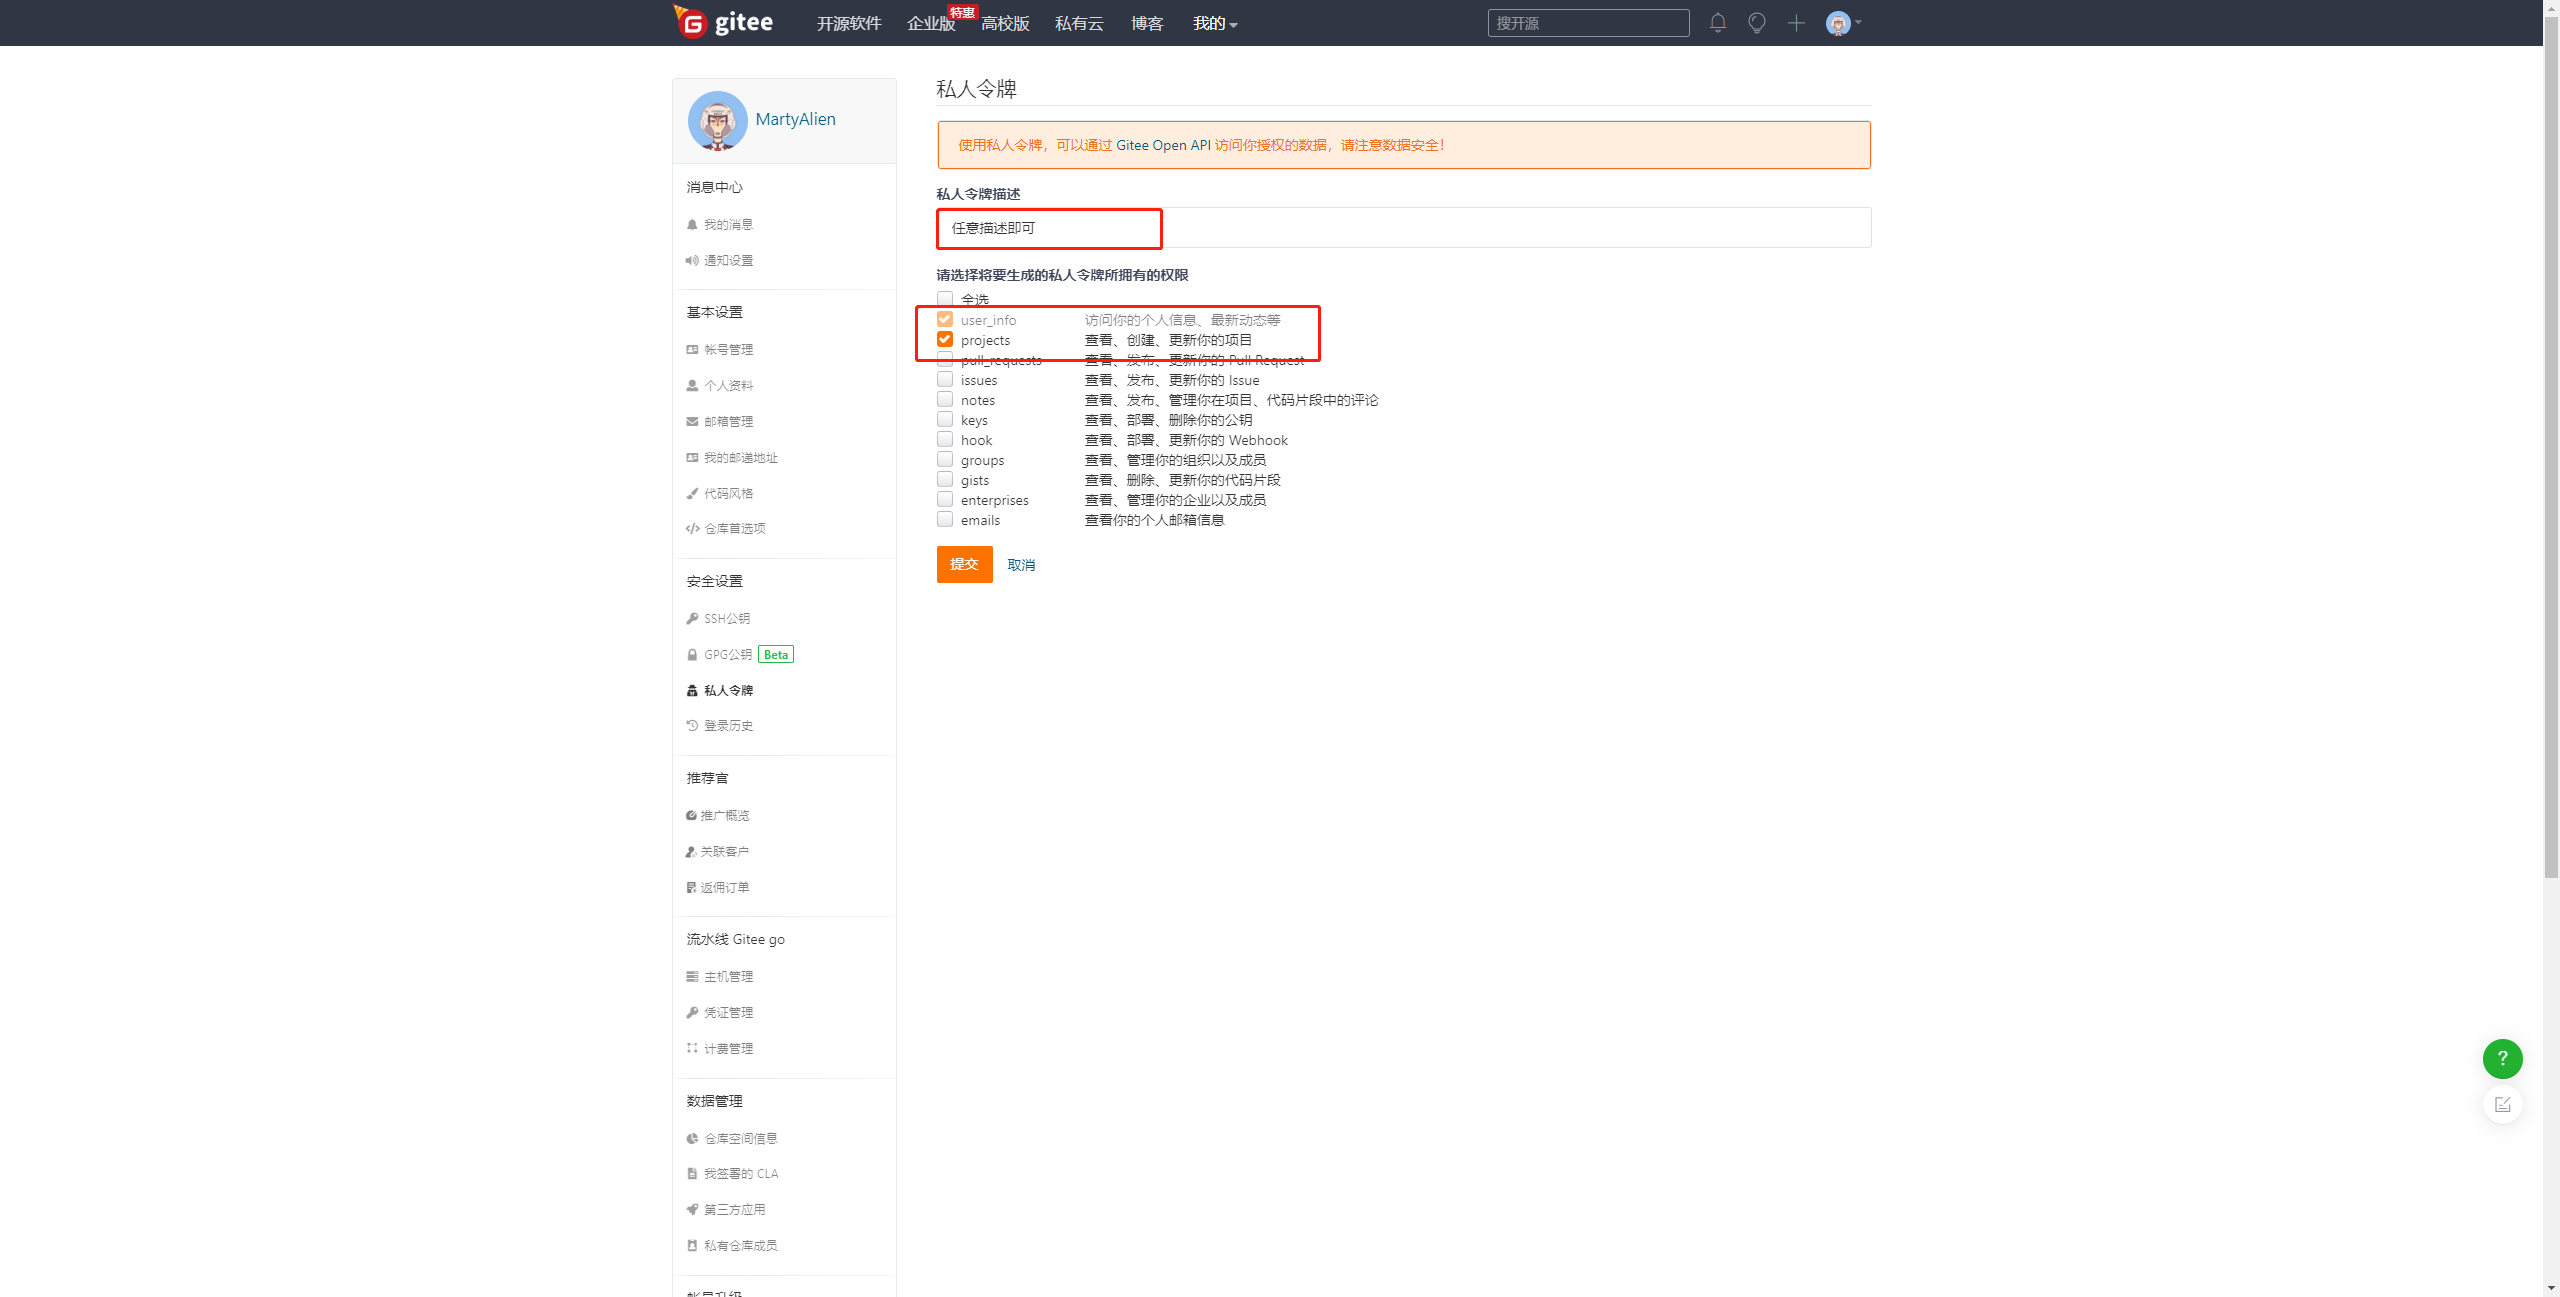 gitee
开源软件
企业版
特惠
高校版
私有云
博客
我的
搜开源
MartyAlien
消息中心
我的消息
通知设置
基本设置
帐号管理
个人资料
邮箱管理
我的邮递地址
代码风格
仓库首选项
安全设置
SSH公钥
GPG公钥 Beta
私人令牌
登录历史
推荐官
推广概览
关联客户
返佣订单
流水线 Gitee go
主机管理
凭证管理
计费管理
数据管理
仓库空间信息
我签署的 CLA
第三方应用
私有仓库成员
帐号升级
私人令牌
使用私人令牌，可以通过 Gitee Open API 访问你授权的数据，请注意数据安全！
私人令牌描述
任意描述即可
请选择将要生成的私人令牌所拥有的权限
全选
user_info 访问你的个人信息、最新动态等
projects 查看、创建、更新你的项目
pull_requests 查看、发布、更新你的 Pull Request
issues 查看、发布、更新你的 Issue
notes 查看、发布、管理你在项目、代码片段中的评论
keys 查看、部署、删除你的公钥
hook 查看、部署、更新你的 Webhook
groups 查看、管理你的组织以及成员
gists 查看、删除、更新你的代码片段
enterprises 查看、管理你的企业以及成员
emails 查看你的个人邮箱信息
提交 取消
?